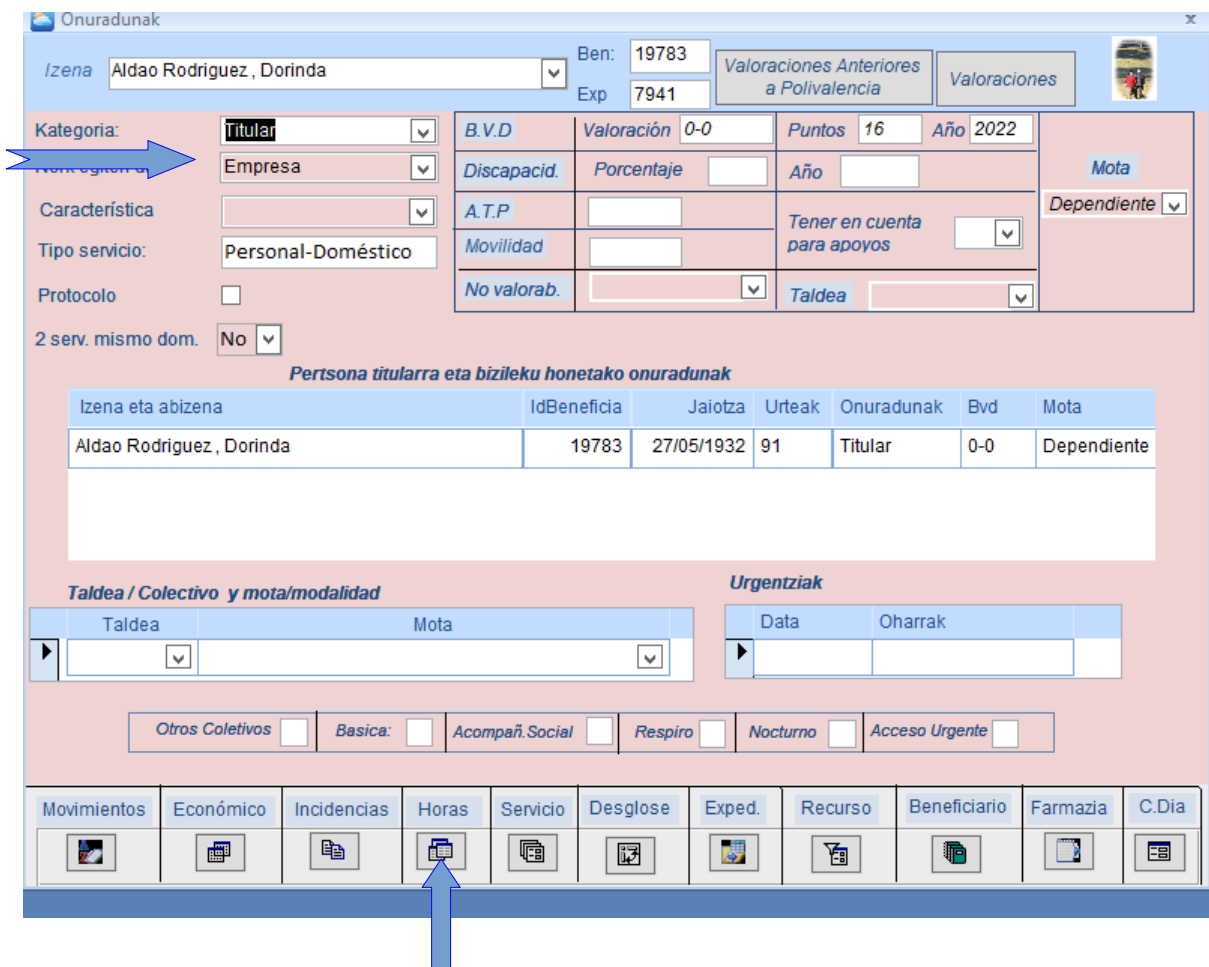 Onuradunak x
Izena Aldao Rodriguez , Dorinda Ben: 19783 Valoraciones Anteriores a Polivalencia Valoraciones
Exp 7941
Kategoria: Titular B.V.D Valoración 0-0 Puntos 16 Año 2022
Empresa Discapacid. Porcentaje Año Mota
Característica A.T.P Tener en cuenta para apoyos Dependiente
Tipo servicio: Personal-Doméstico Movilidad
Protocolo No valorab. Taldea
2 serv. mismo dom. No
Pertsona titularra eta bizileku honetako onuradunak
Izena eta abizena IdBeneficia Jaiotza Urteak Onuradunak Bvd Mota
Aldao Rodriguez , Dorinda 19783 27/05/1932 91 Titular 0-0 Dependiente
Taldea / Colectivo y mota/modalidad Urgentziak
Taldea Mota Data Oharrak
Otros Coletivos Basica: Acompañ.Social Respiro Nocturno Acceso Urgente
Movimientos Económico Incidencias Horas Servicio Desglose Exped. Recurso Beneficiario Farmazia C.Dia